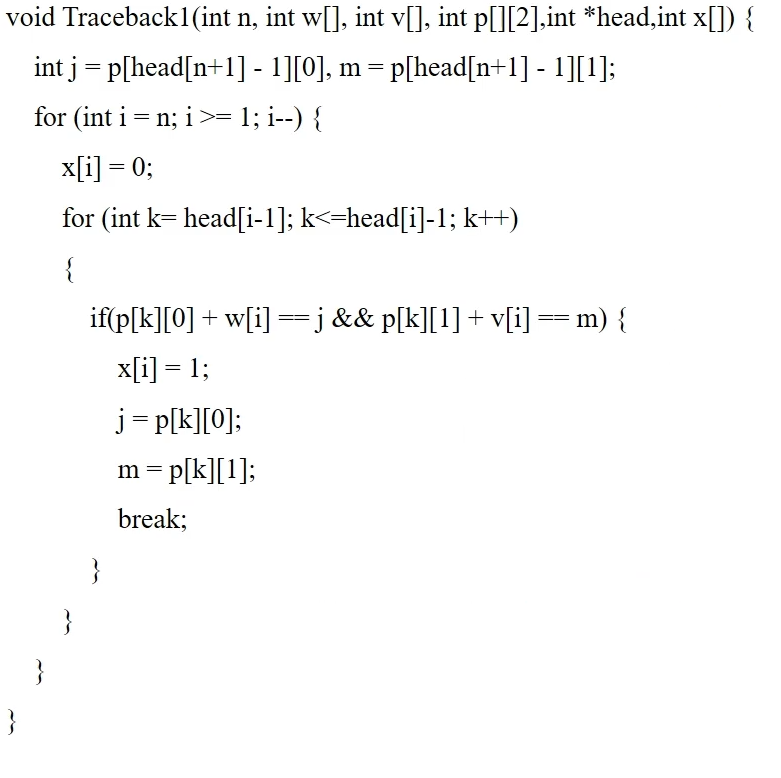 void Traceback1(int n, int w[], int v[], int p[][2],int *head,int x[]) {
int j = p[head[n+1] - 1][0], m = p[head[n+1] - 1][1];
for (int i = n; i >= 1; i--) {
x[i] = 0;
for (int k= head[i-1]; k<=head[i]-1; k++)
{
if(p[k][0] + w[i] == j && p[k][1] + v[i] == m) {
x[i] = 1;
j = p[k][0];
m = p[k][1];
break;
}
}
}
}